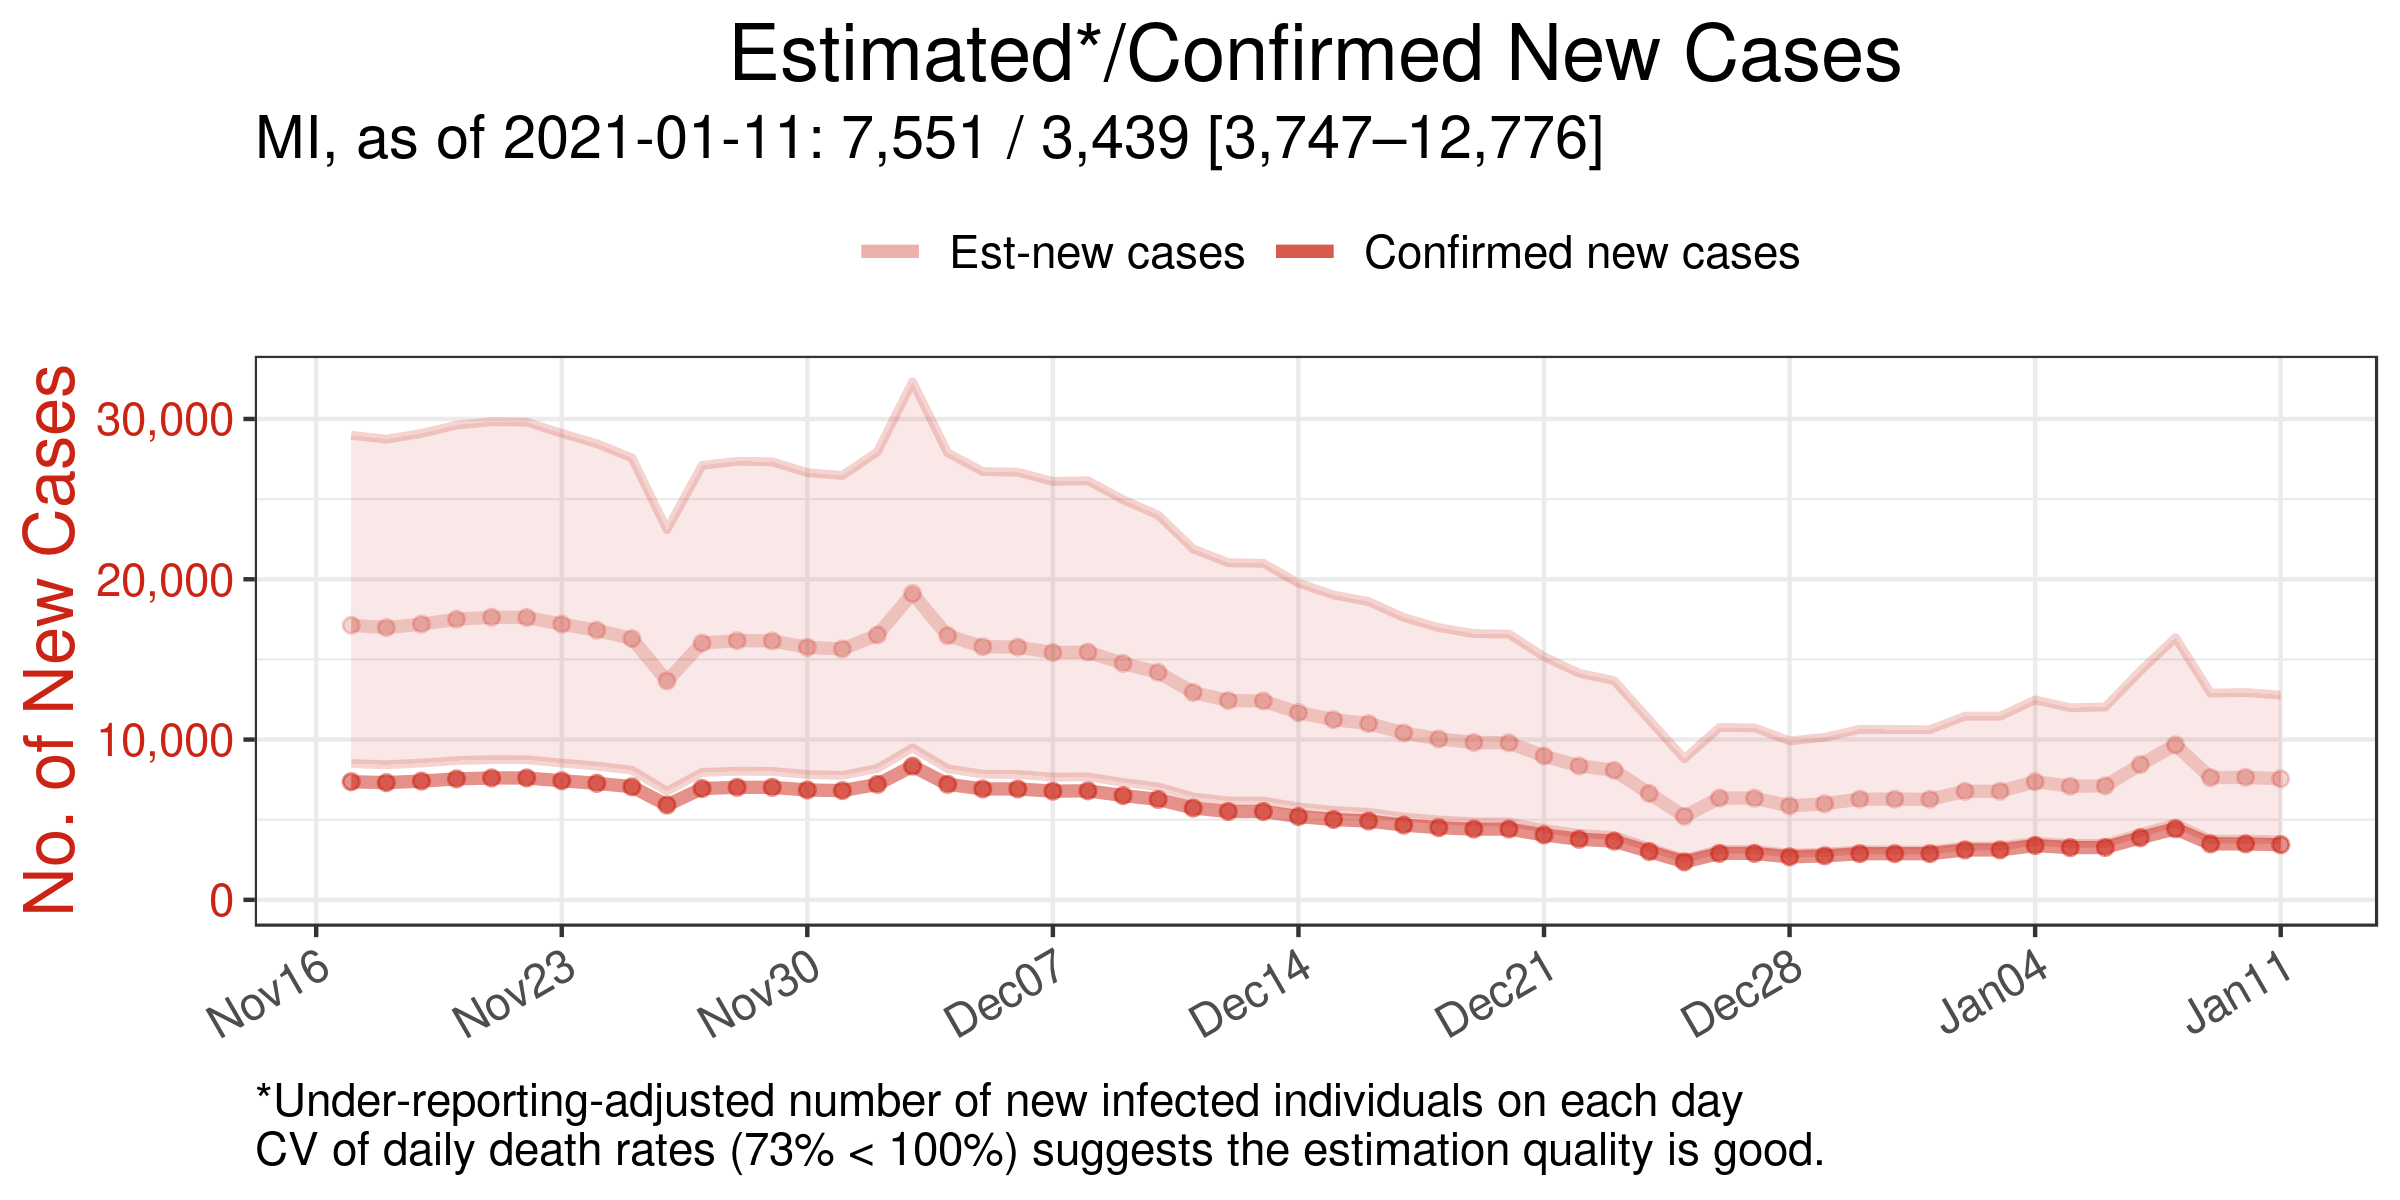 Estimated*/Confirmed New Cases
MI, as of 2021-01-11: 7,551 / 3,439 [3,747–12,776]
Est-new cases
Confirmed new cases
No. of New Cases
30,000
20,000
10,000
0
Nov16
Nov23
Nov30
Dec07
Dec14
Dec21
Dec28
Jan04
Jan11
*Under-reporting-adjusted number of new infected individuals on each day
CV of daily death rates (73% < 100%) suggests the estimation quality is good.